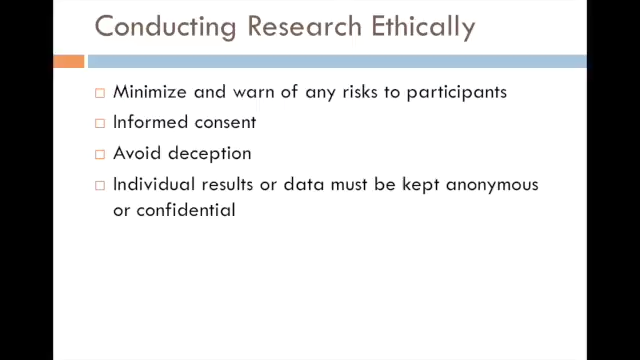 Conducting Research Ethically
Minimize and warn of any risks to participants
Informed consent
Avoid deception
Individual results or data must be kept anonymous
or confidential